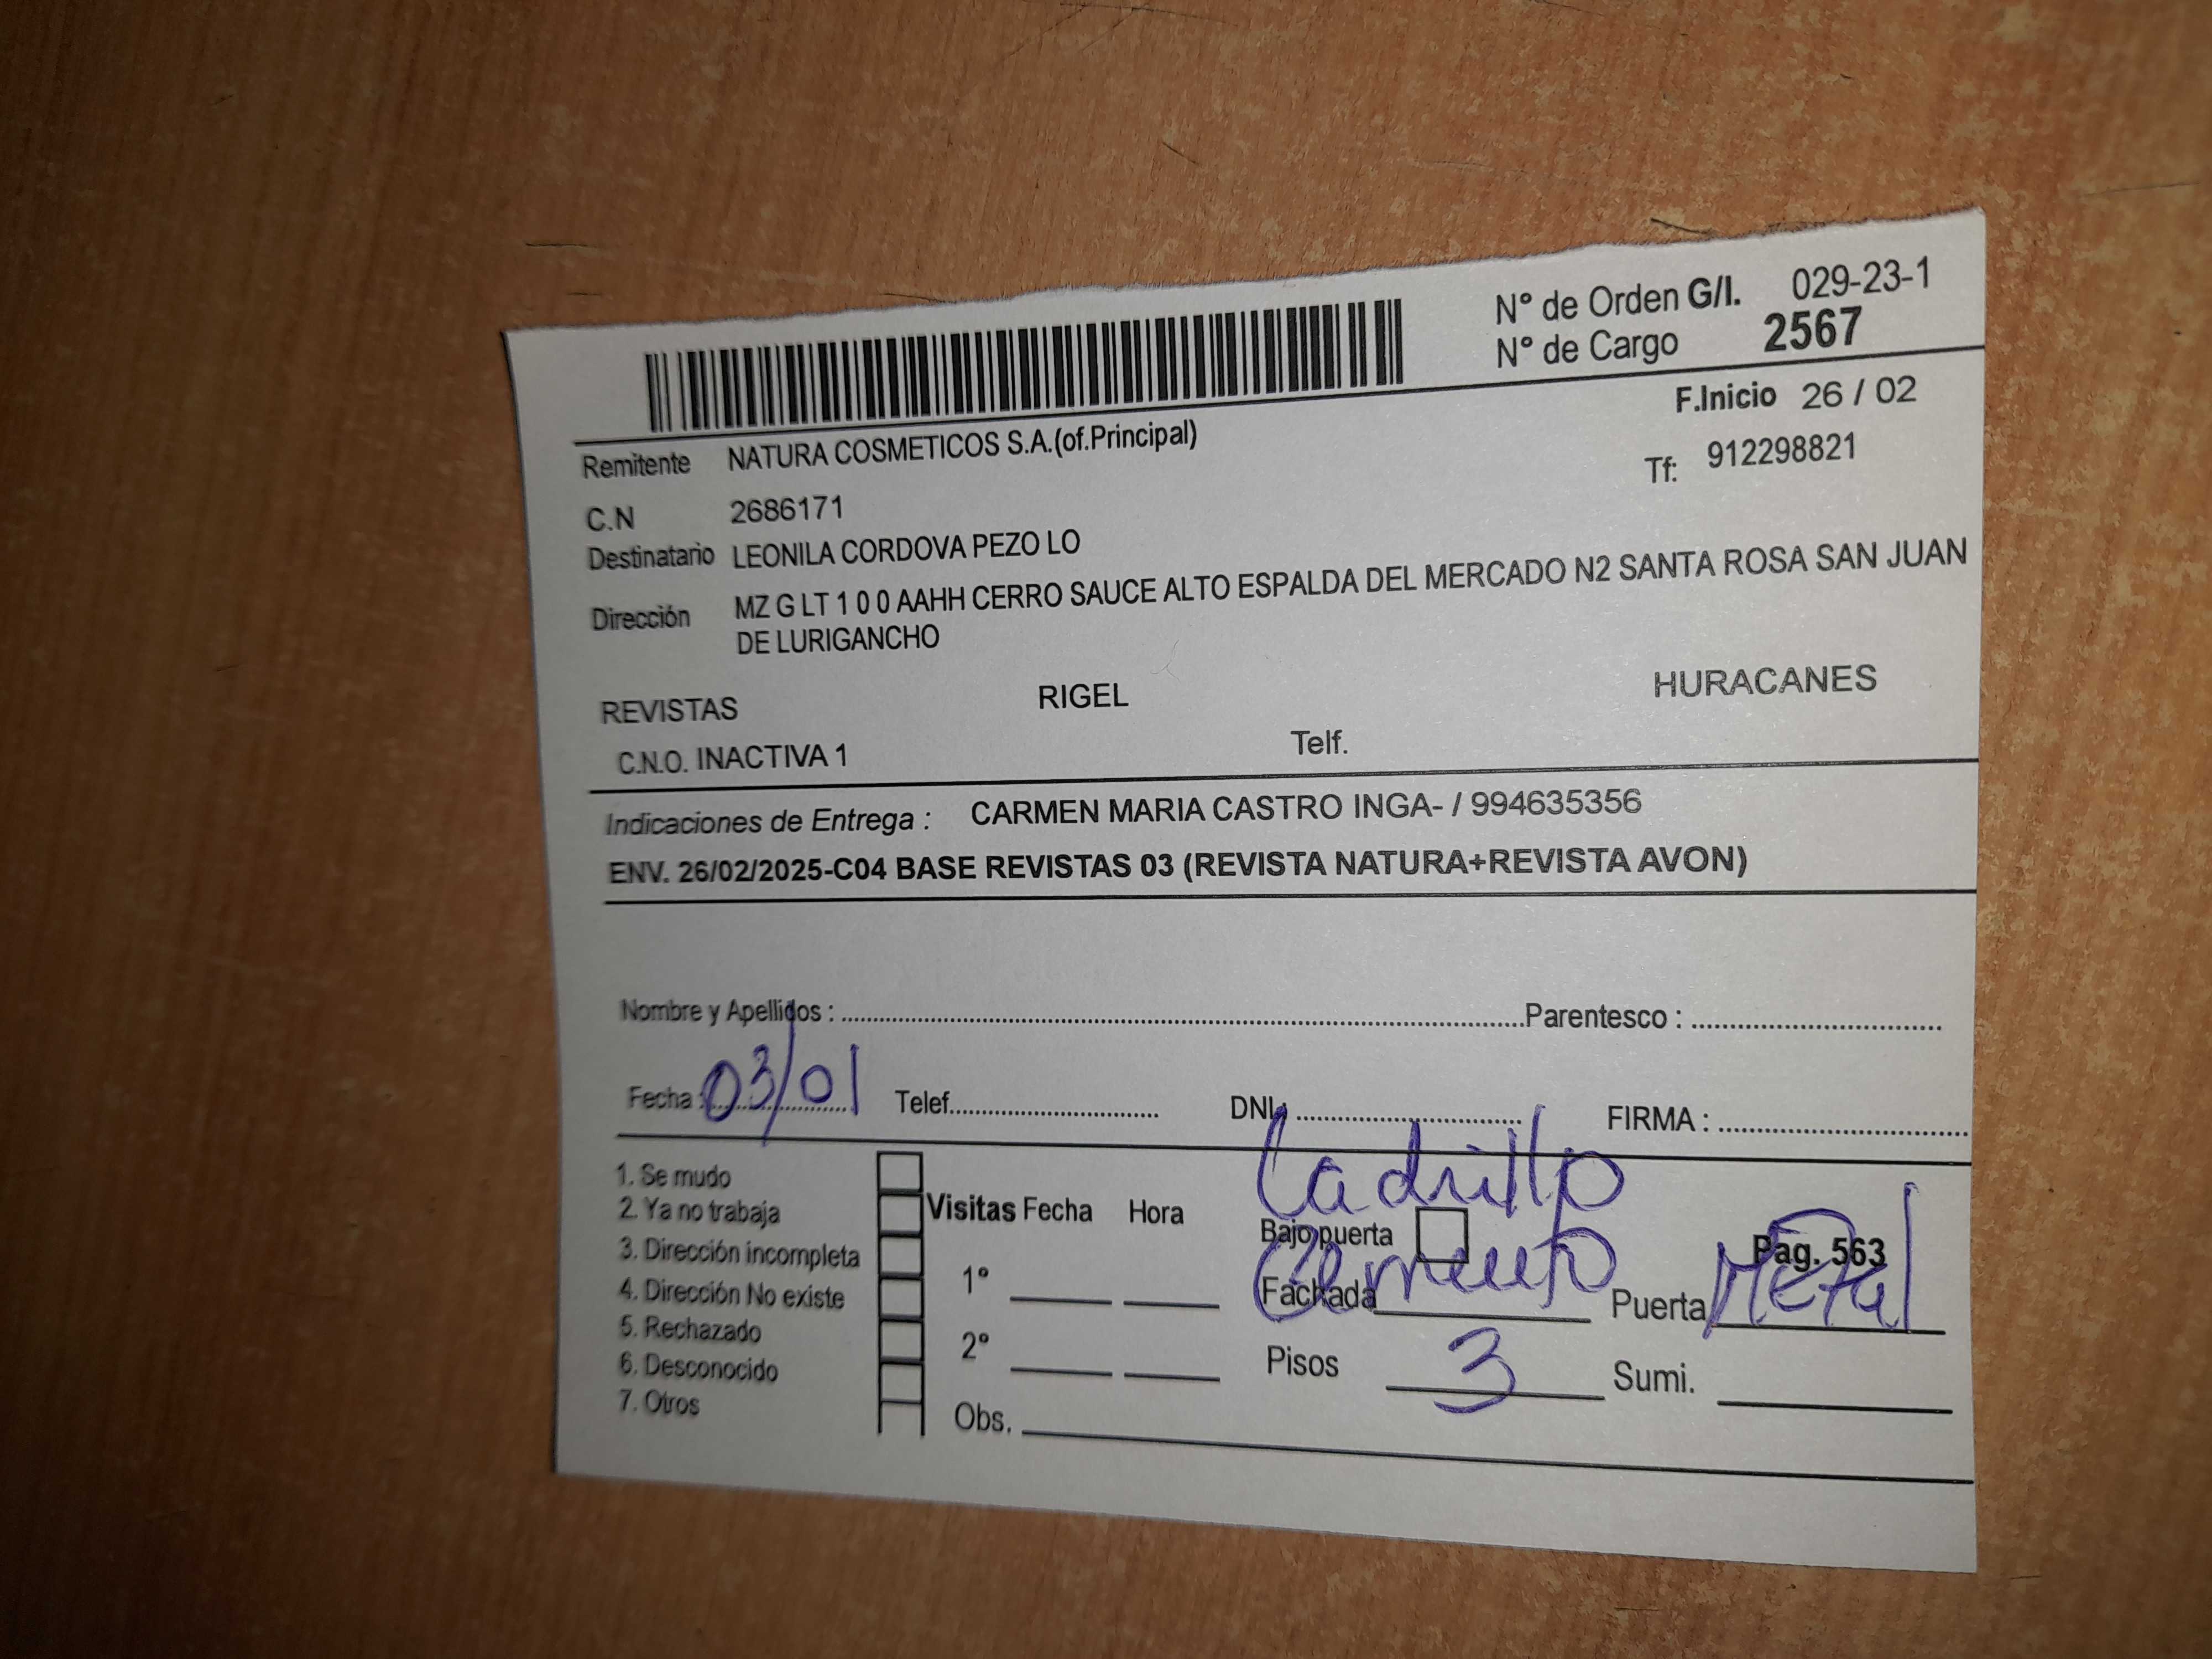 N° de Orden G/I. 029-23-1
N° de Cargo 2567
F.Inicio 26 / 02
Remitente NATURA COSMETICOS S.A.(of.Principal)
Tf: 912298821
C.N 2686171
Destinatario LEONILA CORDOVA PEZO LO
Dirección MZ G LT 1 0 0 AAHH CERRO SAUCE ALTO ESPALDA DEL MERCADO N2 SANTA ROSA SAN JUAN
DE LURIGANCHO
REVISTAS RIGEL HURACANES
C.N.O. INACTIVA 1 Telf.
Indicaciones de Entrega : CARMEN MARIA CASTRO INGA- / 994635356
ENV. 26/02/2025-C04 BASE REVISTAS 03 (REVISTA NATURA+REVISTA AVON)
Nombre y Apellidos : Parentesco :
Fecha : 03/01 Telef. DNI : FIRMA :
Ladrillo
1. Se mudo
2. Ya no trabaja
3. Dirección incompleta
4. Dirección No existe
5. Rechazado
6. Desconocido
7. Otros
Visitas Fecha Hora
1°
2°
Obs.
Bajo puerta
Pag. 563
Fachada Cemento Puerta Metal
Pisos 3 Sumi.